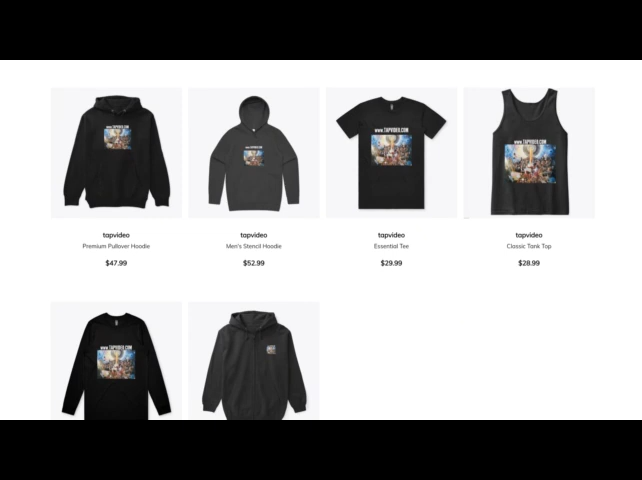 www.TAPVIDEO.COM
www.TAPVIDEO.COM
www.TAPVIDEO.COM
www.TAPVIDEO.COM
tapvideo
Premium Pullover Hoodie
$47.99
tapvideo
Men's Stencil Hoodie
$52.99
tapvideo
Essential Tee
$29.99
tapvideo
Classic Tank Top
$28.99
www.TAPVIDEO.COM